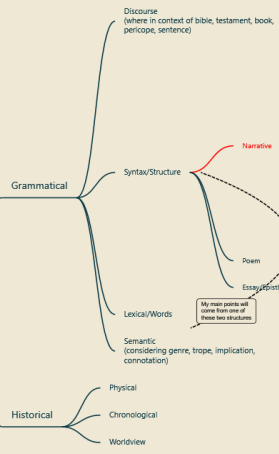 Discourse
(where in context of bible, testament, book,
pericope, sentence)
Narrative
Syntax/Structure
Grammatical
Poem
My main points will
come from one of
these two structures
Lexical/Words
Semantic
(considering genre, trope, implication,
connotation)
Physical
Historical
Chronological
Worldview